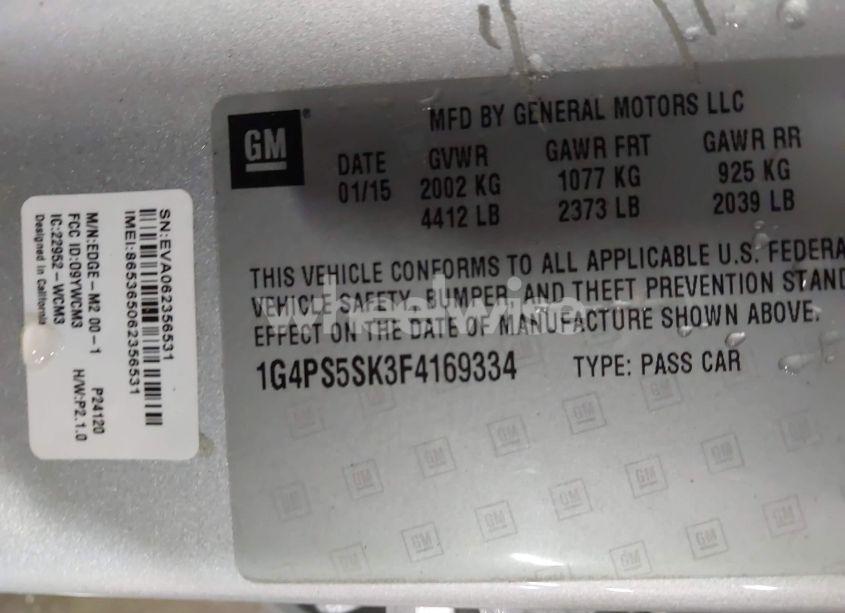 GM
MFD BY GENERAL MOTORS LLC
DATE GVWR GAWR FRT GAWR RR
01/15 2002 KG 1077 KG 925 KG
4412 LB 2373 LB 2039 LB
THIS VEHICLE CONFORMS TO ALL APPLICABLE U.S. FEDERA
VEHICLE SAFETY, BUMPER, AND THEFT PREVENTION STAND
EFFECT ON THE DATE OF MANUFACTURE SHOWN ABOVE.
1G4PS5SK3F4169334 TYPE: PASS CAR
SN:EVA062356531
IMEI:865365062356531
M/N:EDGE-M2 00-1 P24120
FCC ID:09YWCM3 H/W:P2.1.0
IC:22952-WCM3
Designed in California
wheelwise